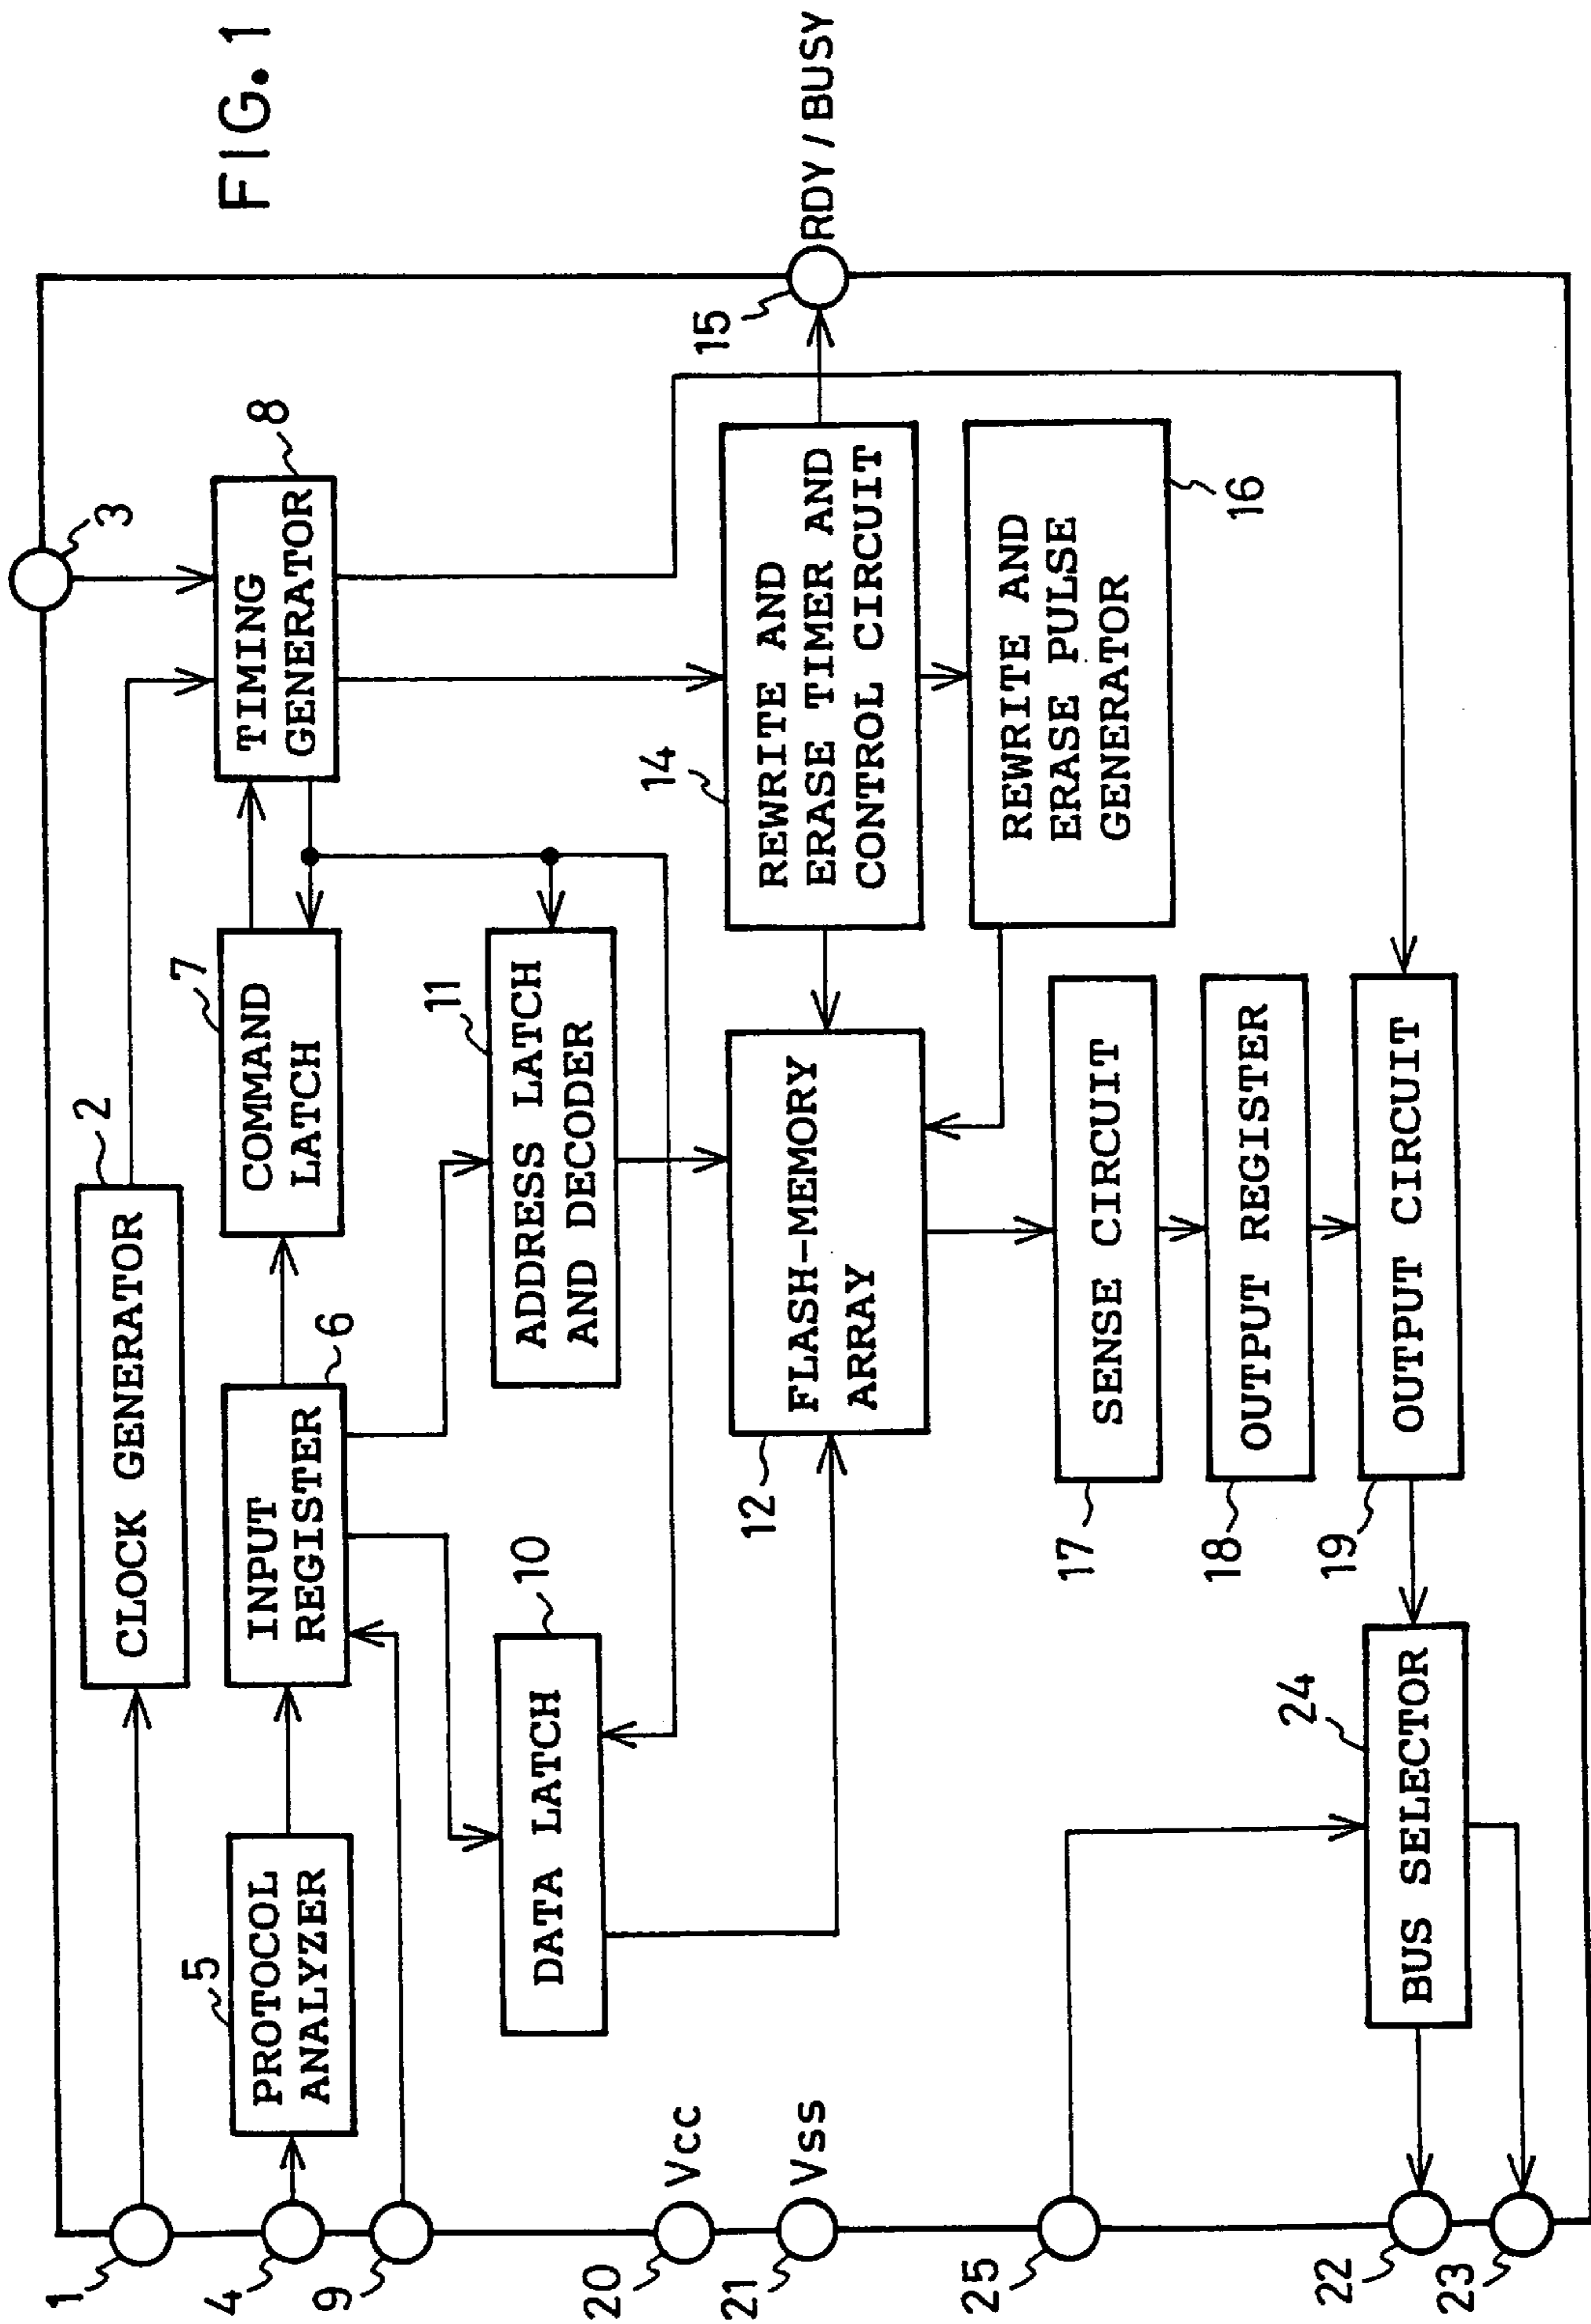 FIG. 1
3
1
2
CLOCK GENERATOR
4
5
PROTOCOL
ANALYZER
6
INPUT
REGISTER
7
COMMAND
LATCH
8
TIMING
GENERATOR
9
10
DATA LATCH
11
ADDRESS LATCH
AND DECODER
20
Vcc
21
Vss
12
FLASH-MEMORY
ARRAY
14
REWRITE AND
ERASE TIMER AND
CONTROL CIRCUIT
15
RDY / BUSY
REWRITE AND
ERASE PULSE
GENERATOR
16
17
SENSE CIRCUIT
18
OUTPUT REGISTER
19
OUTPUT CIRCUIT
25
24
BUS SELECTOR
22
23